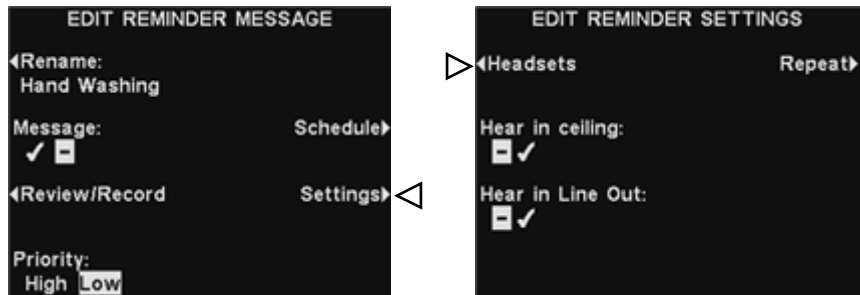 EDIT REMINDER MESSAGE
◀Rename:
Hand Washing
Message: Schedule▶
✓ -
◀Review/Record Settings▶
Priority:
High Low
EDIT REMINDER SETTINGS
◀Headsets Repeat▶
Hear in ceiling:
- ✓
Hear in Line Out:
- ✓